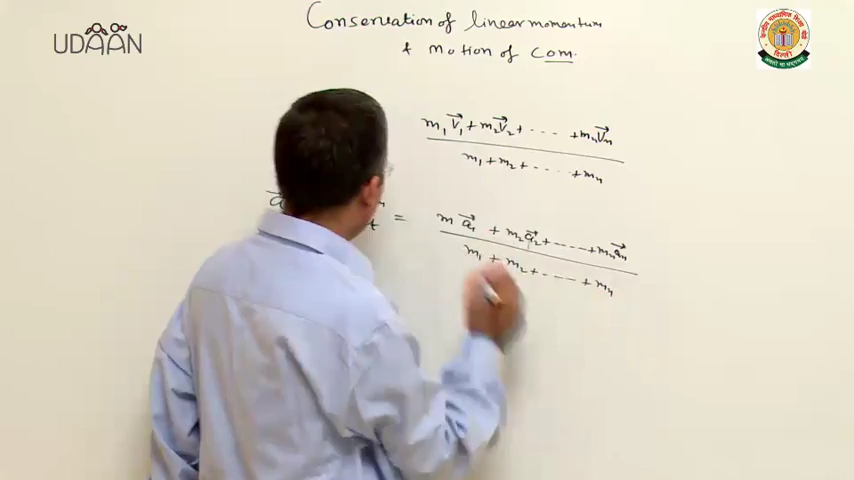 UDAAN
Conservation of linear momentum
& motion of com.
m₁v⃗₁ + m₂v⃗₂ + ---- + mₙv⃗ₙ
m₁ + m₂ + ---- + mₙ
= m a⃗₁ + m₂a⃗₂ + ----- + mₙa⃗ₙ
m₁ + m₂ + ---- + mₙ